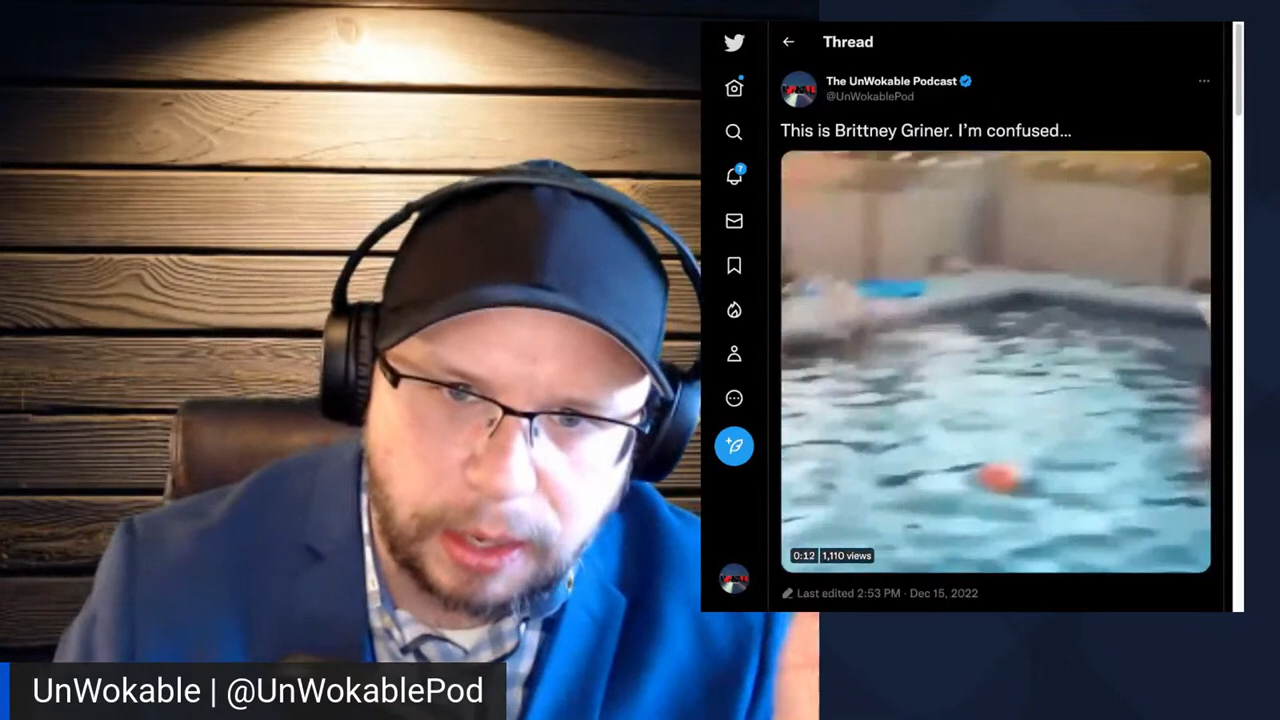 Thread
The UnWokable Podcast
@UnWokablePod
This is Brittney Griner. I'm confused...
7
0:12 1,110 views
Last edited 2:53 PM · Dec 15, 2022
UnWokable | @UnWokablePod